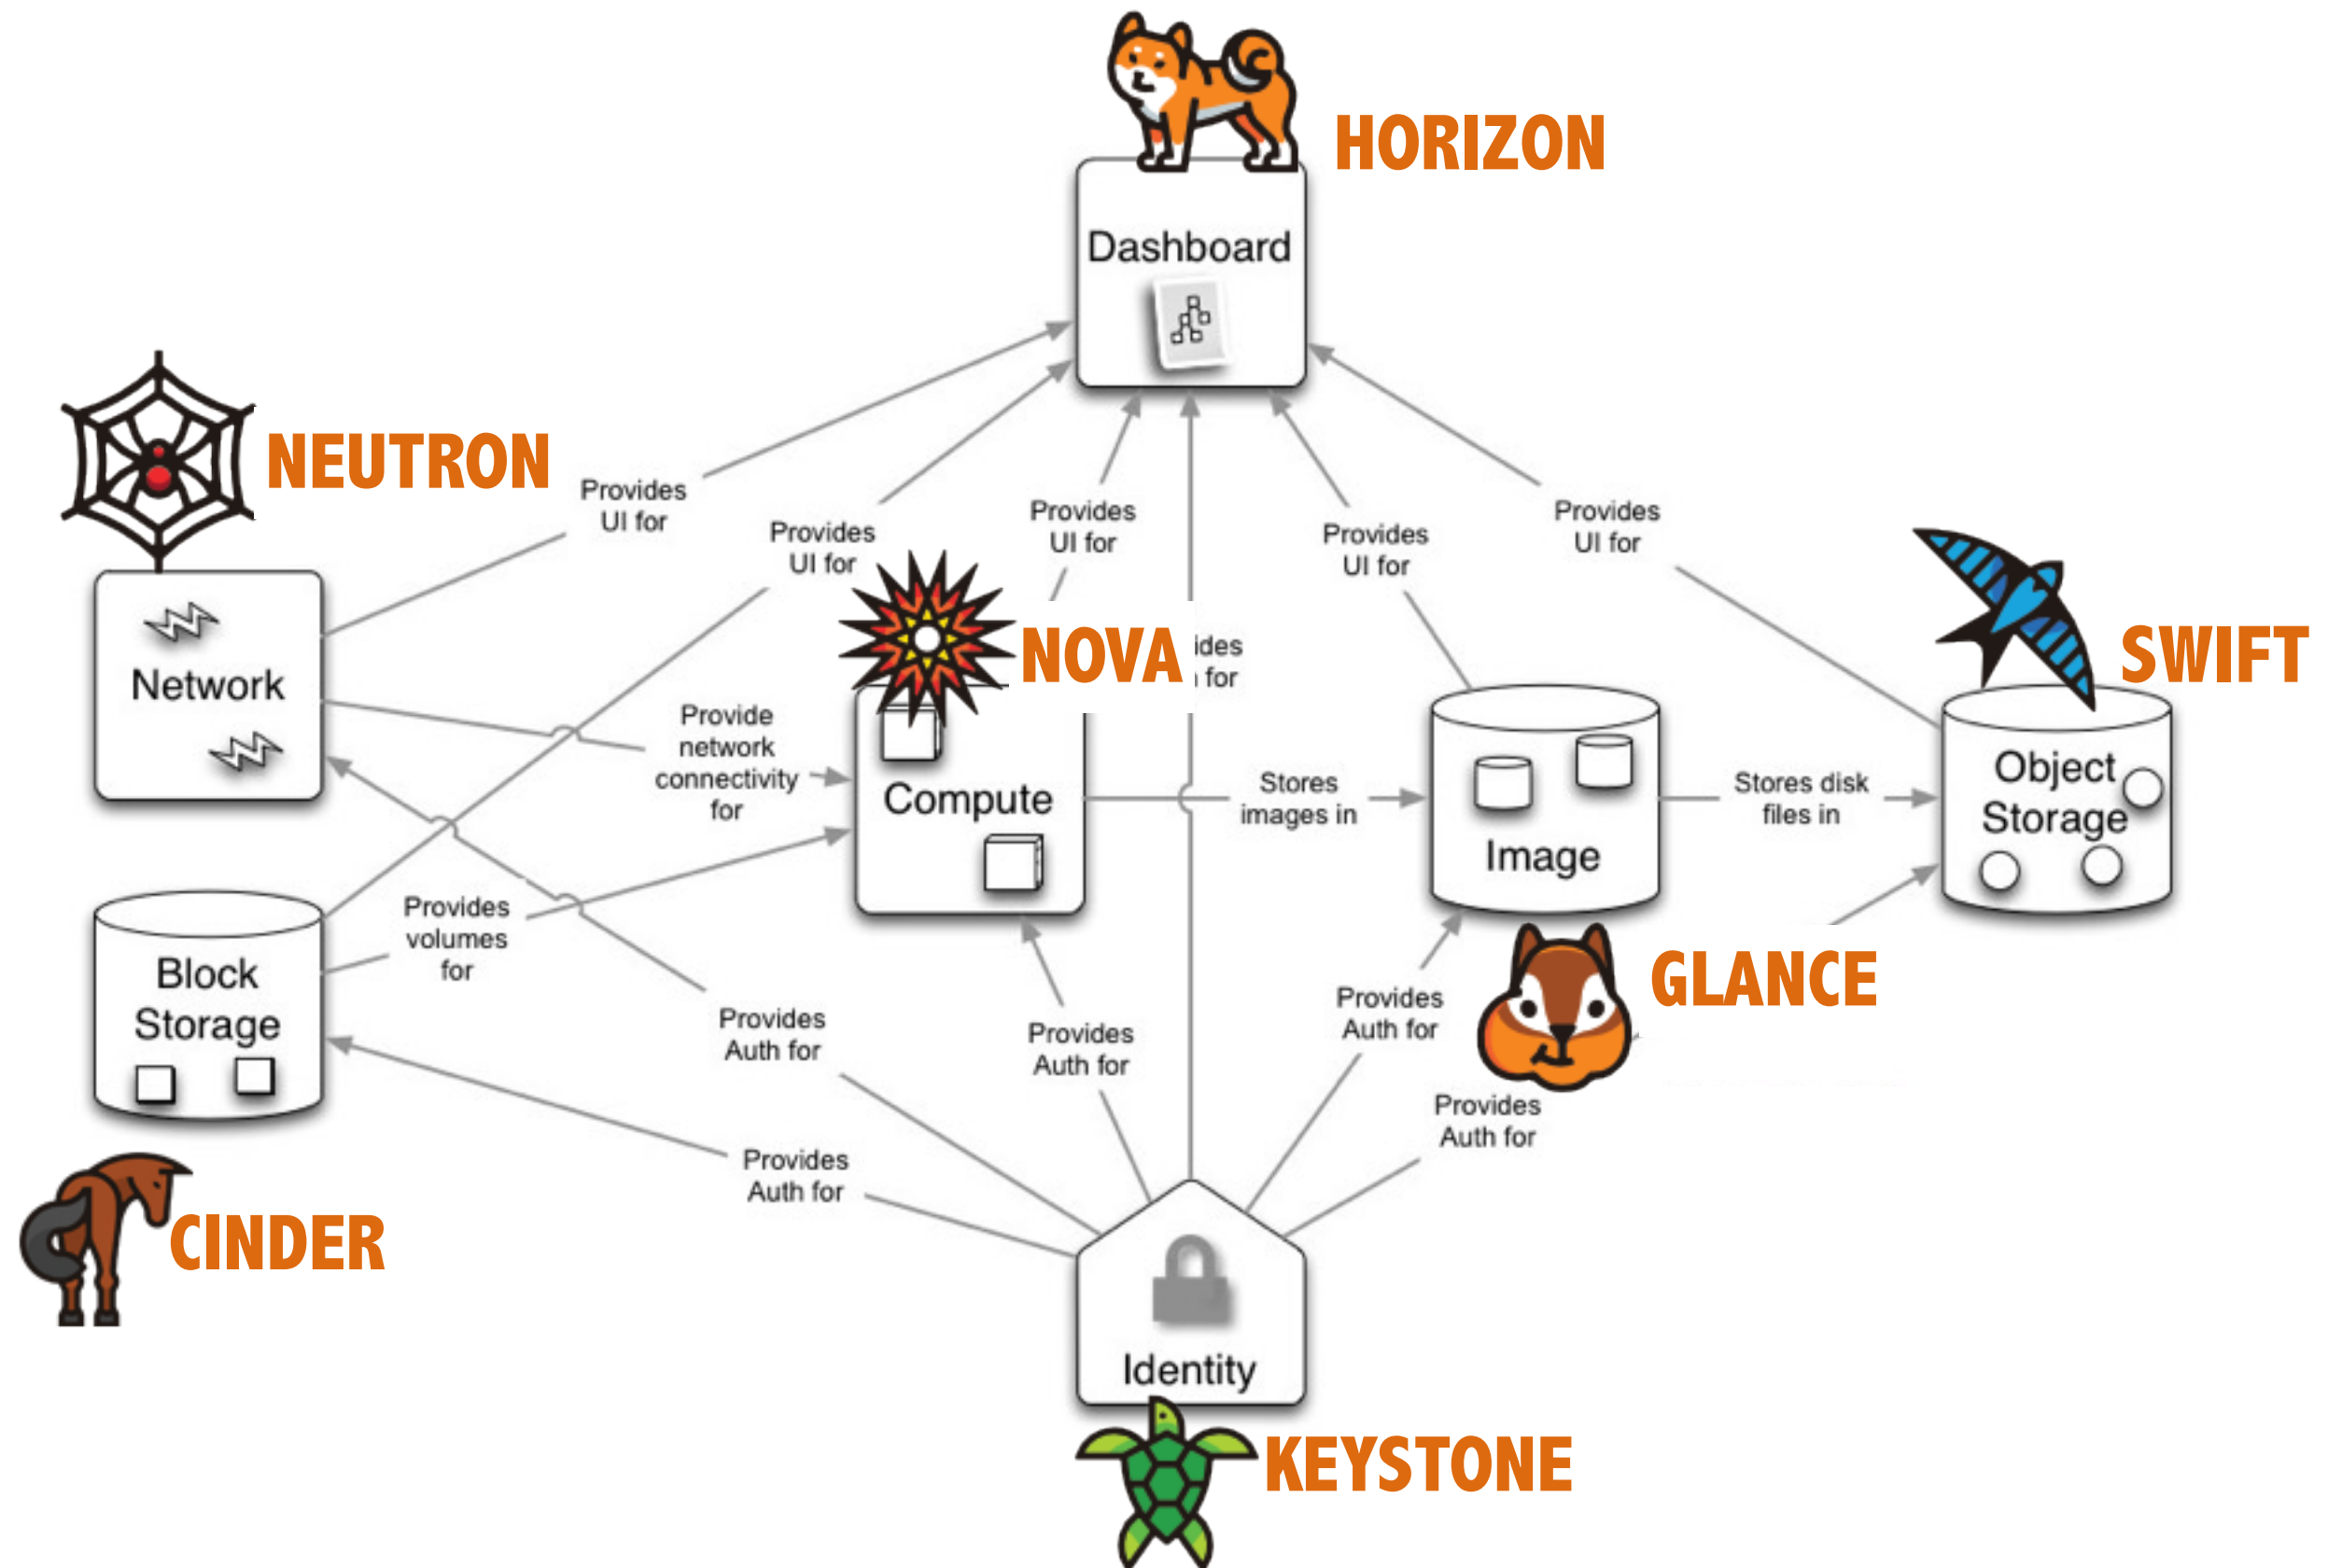 HORIZON
Dashboard
NEUTRON
Provides
UI for
Provides
UI for
Provides
UI for
Provides
UI for
Provides
UI for
NOVA
for
SWIFT
Network
Provide
network
connectivity
for
Compute
Stores
images in
Image
Stores disk
files in
Object
Storage
Provides
volumes
for
Block
Storage
GLANCE
Provides
Auth for
Provides
Auth for
Provides
Auth for
Provides
Auth for
Provides
Auth for
CINDER
Identity
KEYSTONE